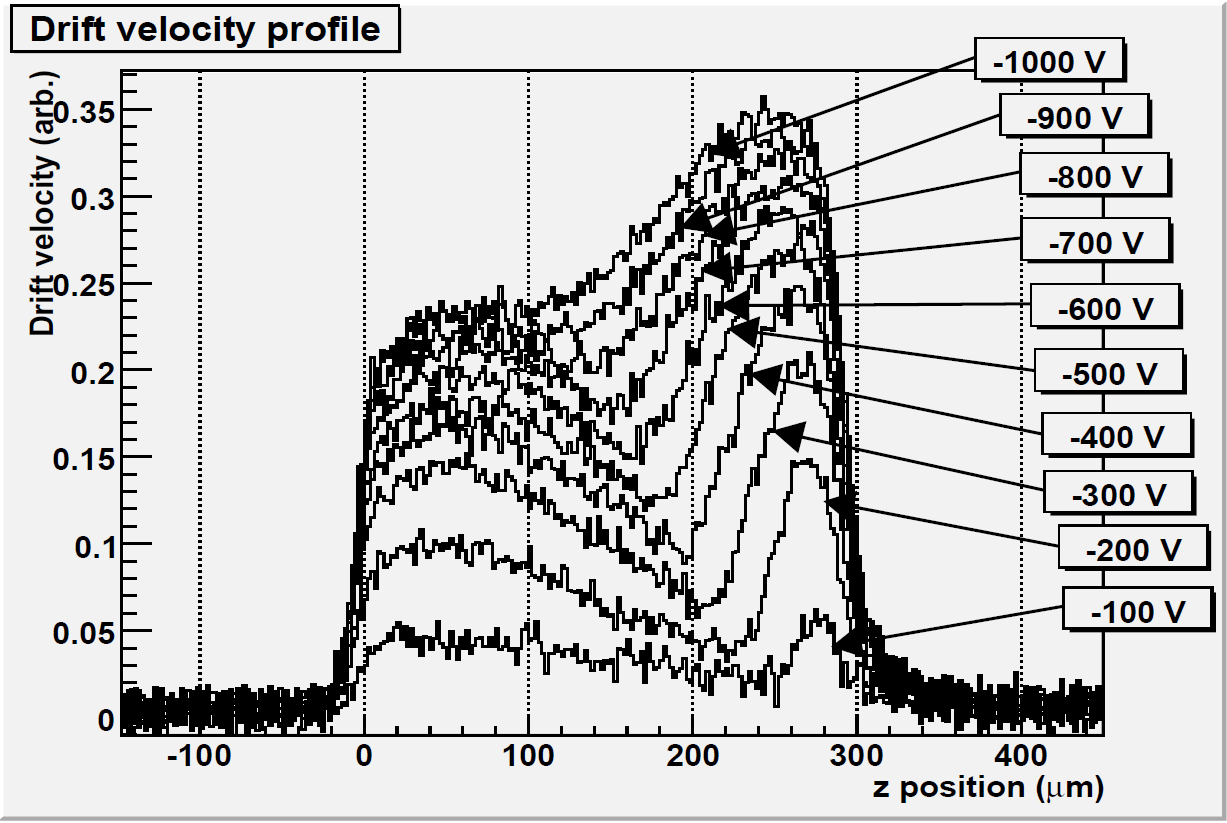 Drift velocity profile
Drift velocity (arb.)
0.35
0.3
0.25
0.2
0.15
0.1
0.05
0
-100
0
100
200
300
400
z position (μm)
-1000 V
-900 V
-800 V
-700 V
-600 V
-500 V
-400 V
-300 V
-200 V
-100 V